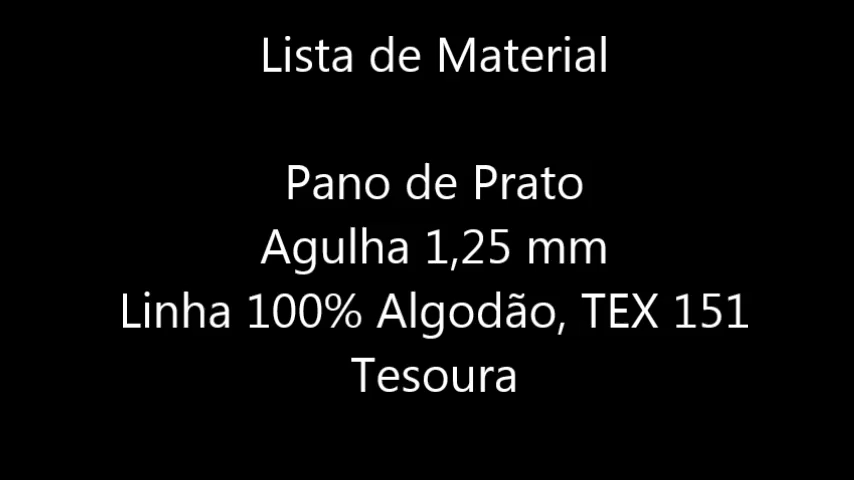 Lista de Material
Pano de Prato
Agulha 1,25 mm
Linha 100% Algodão, TEX 151
Tesoura